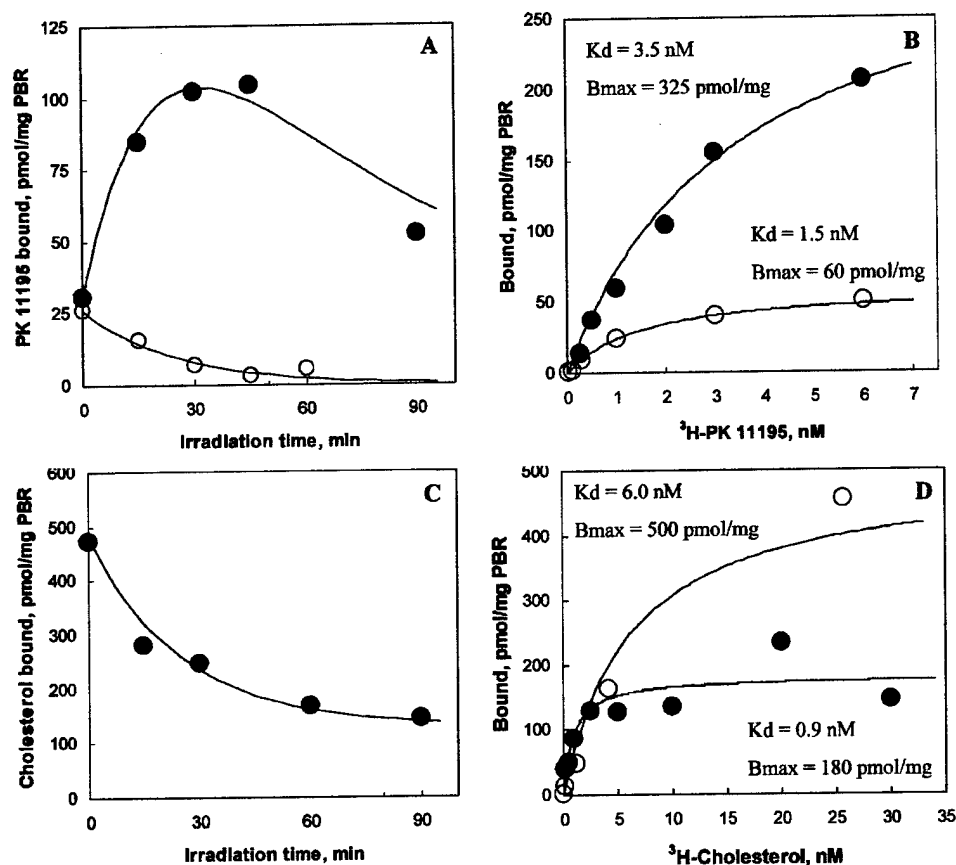 A
PK 11195 bound, pmol/mg PBR
125
100
75
50
25
0
0 30 60 90
Irradiation time, min
B
Bound, pmol/mg PBR
250
200
150
100
50
0
Kd = 3.5 nM
Bmax = 325 pmol/mg
Kd = 1.5 nM
Bmax = 60 pmol/mg
0 1 2 3 4 5 6 7
³H-PK 11195, nM
C
Cholesterol bound, pmol/mg PBR
600
500
400
300
200
100
0
0 30 60 90
Irradiation time, min
D
Bound, pmol/mg PBR
500
400
300
200
100
0
Kd = 6.0 nM
Bmax = 500 pmol/mg
Kd = 0.9 nM
Bmax = 180 pmol/mg
0 5 10 15 20 25 30 35
³H-Cholesterol, nM